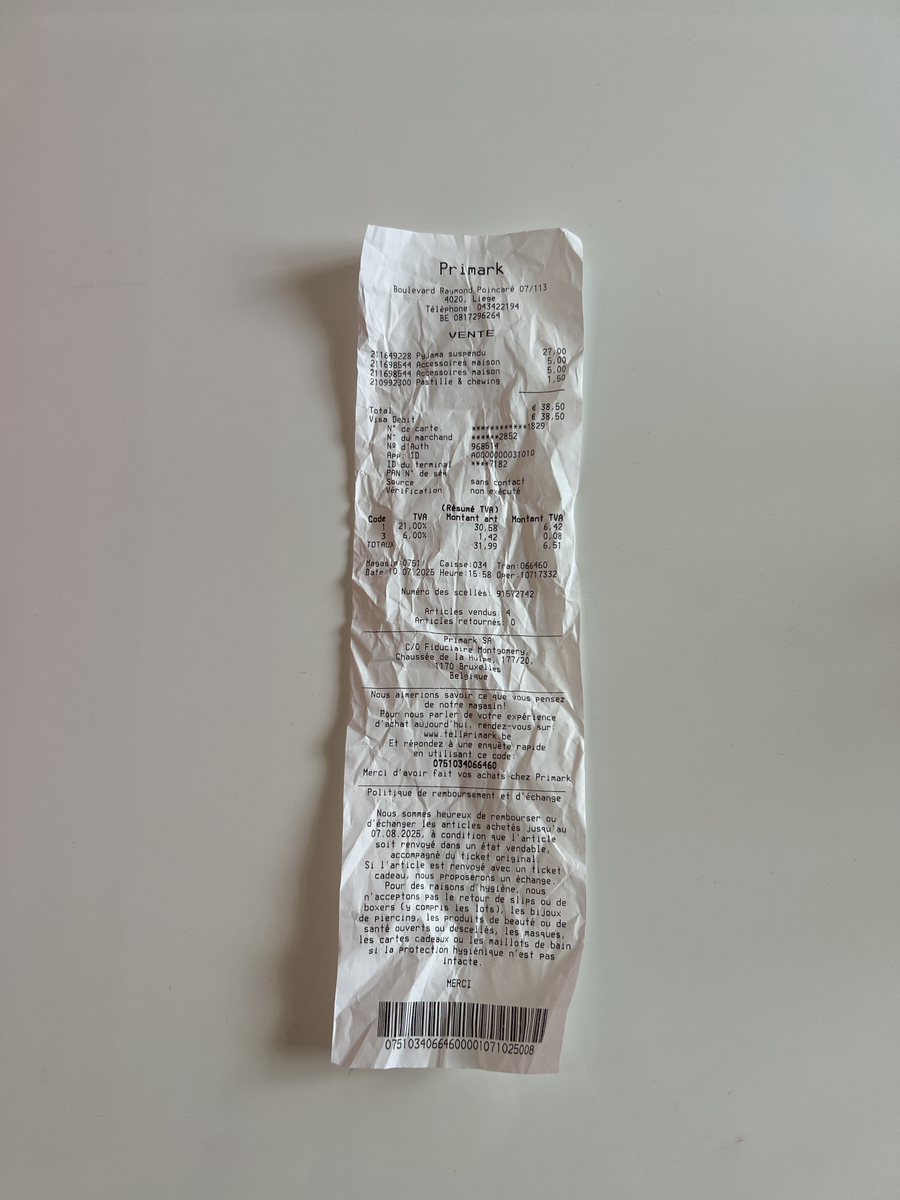 Primark
Boulevard Raymond Poincaré 07/113
4020, Liege
Téléphone: 043422194
BE 0817296264
VENTE
211649228 Pyjama suspendu 27,00
211698544 Accessoires maison 5,00
211698544 Accessoires maison 5,00
210992300 Pastille & chewing 1,50
Total € 38,50
Visa Debit € 38,50
N° de carte. ************1829
N° du marchand ******2852
Nº d'Auth 968614
App. ID A0000000031010
ID du terminal ****7182
PAN N° de sé
Source sans contact
Vérification non exécuté
(Résumé TVA)
Code TVA Montant art Montant TVA
1 21,00% 30,58 6,42
3 6,00% 1,42 0,08
TOTAUX 31,99 6,51
Magasin:0751 Caisse:034 Tran:066460
Date:10.07.2025 Heure:15:58 Oper:10717332
Numéro des scellés: 91572742
Articles vendus: 4
Articles retournés: 0
Primark SA
C/O Fiduciaire Montgomery,
Chaussée de la Hulpe, 177/20,
1170 Bruxelles
Belgique
Nous aimerions savoir ce que vous pensez
de notre magasin!
Pour nous parler de votre expérience
d'achat aujourd'hui, rendez-vous sur:
www.tellprimark.be
Et répondez à une enquête rapide
en utilisant ce code:
0751034066460
Merci d'avoir fait vos achats chez Primark
Politique de remboursement et d'échange
Nous sommes heureux de rembourser ou
d'échanger les articles achetés jusqu'au
07.08.2025, à condition que l'article
soit renvoyé dans un état vendable,
accompagné du ticket original.
Si l'article est renvoyé avec un ticket
cadeau, nous proposerons un échange.
Pour des raisons d'hygiène, nous
n'acceptons pas le retour de slips ou de
boxers (y compris les lots), les bijoux
de piercing, les produits de beauté ou de
santé ouverts ou descellés, les masques,
les cartes cadeaux ou les maillots de bain
si la protection hygiénique n'est pas
intacte.
MERCI
07510340664600001071025008